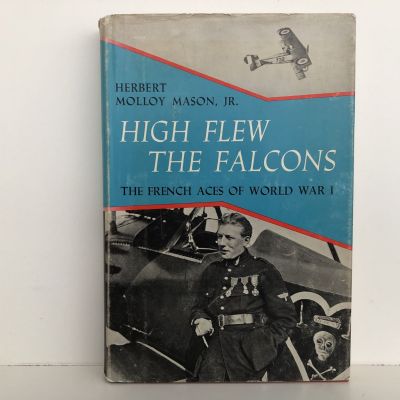 HERBERT
MOLLOY MASON, JR.
HIGH FLEW
THE FALCONS
THE FRENCH ACES OF WORLD WAR I